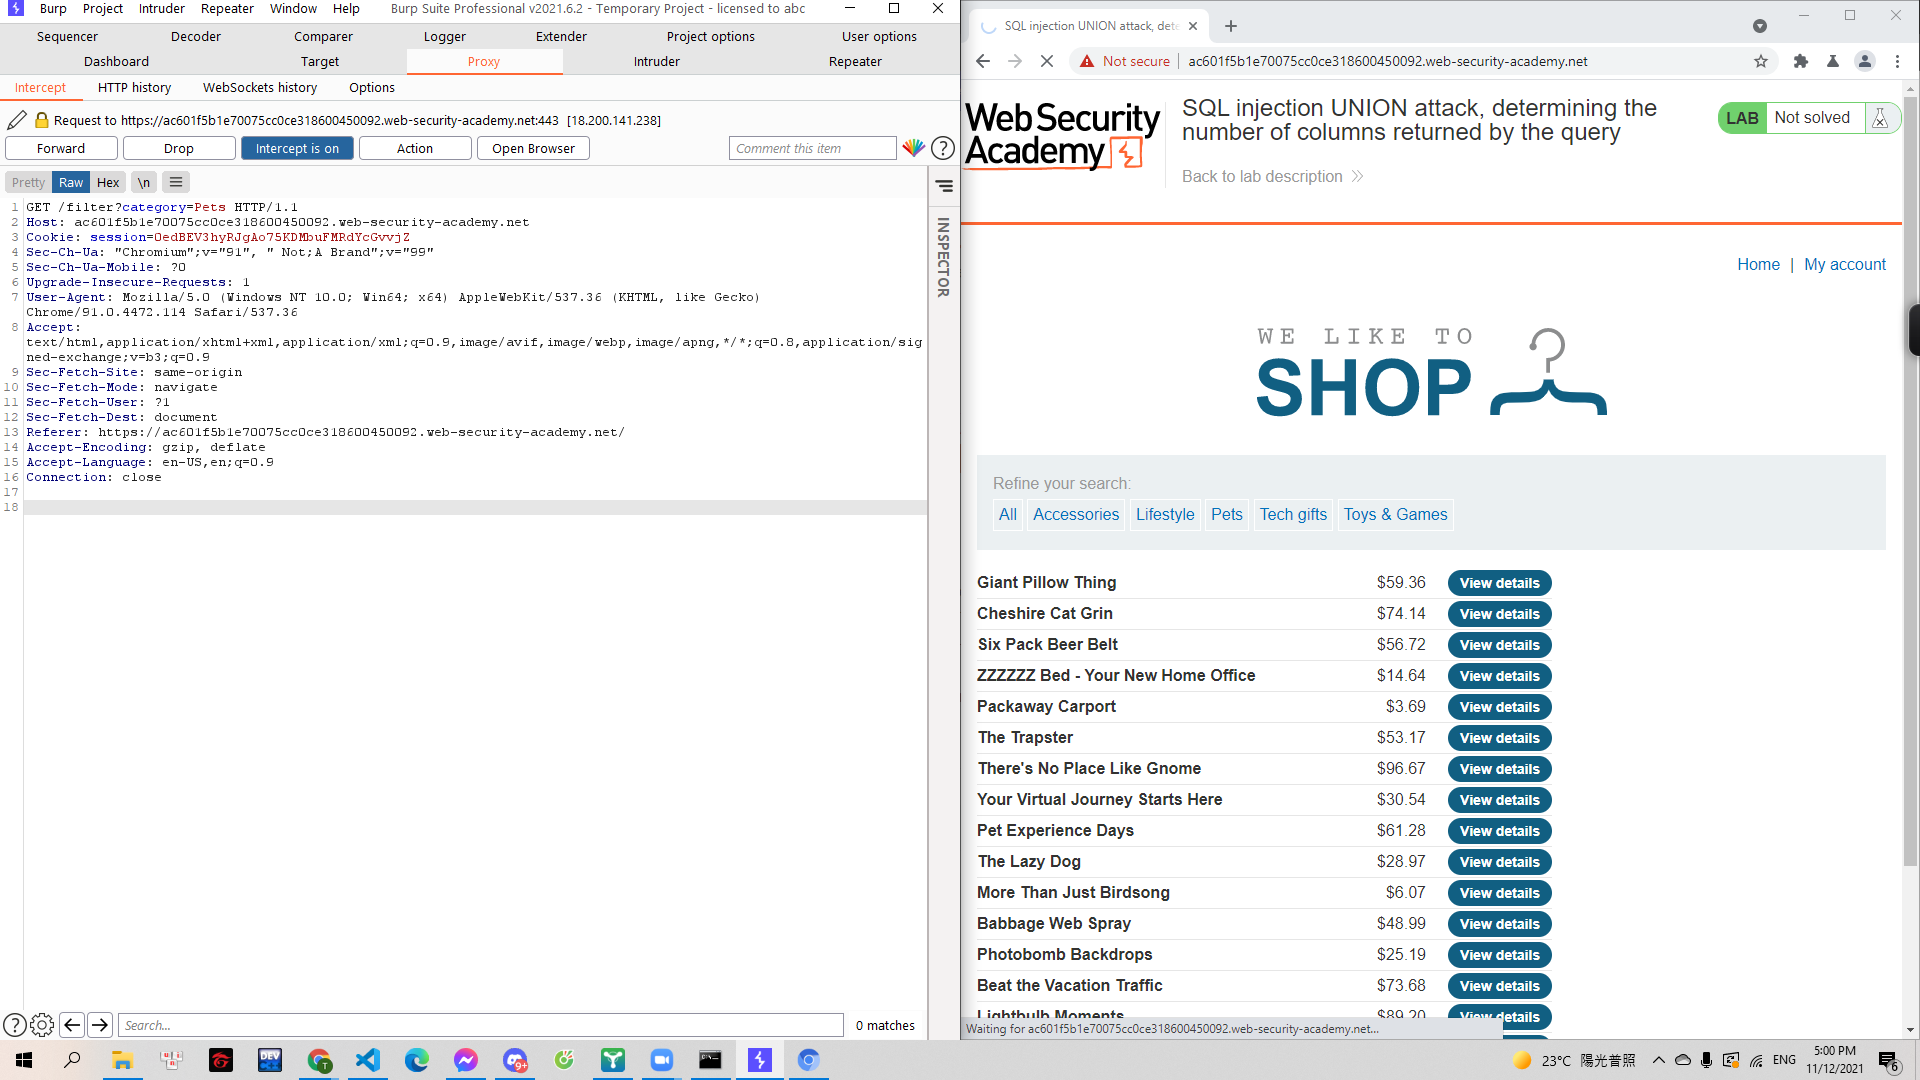 Burp Project Intruder Repeater Window Help Burp Suite Professional v2021.6.2 - Temporary Project - licensed to abc
Sequencer Decoder Comparer Logger Extender Project options User options
Dashboard Target Proxy Intruder Repeater
Intercept HTTP history WebSockets history Options
Request to https://ac601f5b1e70075cc0ce318600450092.web-security-academy.net:443 [18.200.141.238]
Forward Drop Intercept is on Action Open Browser Comment this item ?
Pretty Raw Hex \n
1 GET /filter?category=Pets HTTP/1.1
2 Host: ac601f5b1e70075cc0ce318600450092.web-security-academy.net
3 Cookie: session=OedBEV3hyRJgAo75KDMbuFMRdYcGvvjZ
4 Sec-Ch-Ua: "Chromium";v="91", " Not;A Brand";v="99"
5 Sec-Ch-Ua-Mobile: ?0
6 Upgrade-Insecure-Requests: 1
7 User-Agent: Mozilla/5.0 (Windows NT 10.0; Win64; x64) AppleWebKit/537.36 (KHTML, like Gecko)
Chrome/91.0.4472.114 Safari/537.36
8 Accept:
text/html,application/xhtml+xml,application/xml;q=0.9,image/avif,image/webp,image/apng,*/*;q=0.8,application/sig
ned-exchange;v=b3;q=0.9
9 Sec-Fetch-Site: same-origin
10 Sec-Fetch-Mode: navigate
11 Sec-Fetch-User: ?1
12 Sec-Fetch-Dest: document
13 Referer: https://ac601f5b1e70075cc0ce318600450092.web-security-academy.net/
14 Accept-Encoding: gzip, deflate
15 Accept-Language: en-US,en;q=0.9
16 Connection: close
17
18
INSPECTOR
? Search... 0 matches
SQL injection UNION attack, dete
Not secure | ac601f5b1e70075cc0ce318600450092.web-security-academy.net
Web Security
Academy
SQL injection UNION attack, determining the
number of columns returned by the query
Back to lab description
LAB Not solved
Home | My account
WE LIKE TO
SHOP
Refine your search:
All Accessories Lifestyle Pets Tech gifts Toys & Games
Giant Pillow Thing $59.36 View details
Cheshire Cat Grin $74.14 View details
Six Pack Beer Belt $56.72 View details
ZZZZZZ Bed - Your New Home Office $14.64 View details
Packaway Carport $3.69 View details
The Trapster $53.17 View details
There's No Place Like Gnome $96.67 View details
Your Virtual Journey Starts Here $30.54 View details
Pet Experience Days $61.28 View details
The Lazy Dog $28.97 View details
More Than Just Birdsong $6.07 View details
Babbage Web Spray $48.99 View details
Photobomb Backdrops $25.19 View details
Beat the Vacation Traffic $73.68 View details
Lightbulb Moments $89.20 View details
Waiting for ac601f5b1e70075cc0ce318600450092.web-security-academy.net...
DEV 9+ T 23°C 陽光普照 ENG 5:00 PM
11/12/2021 6